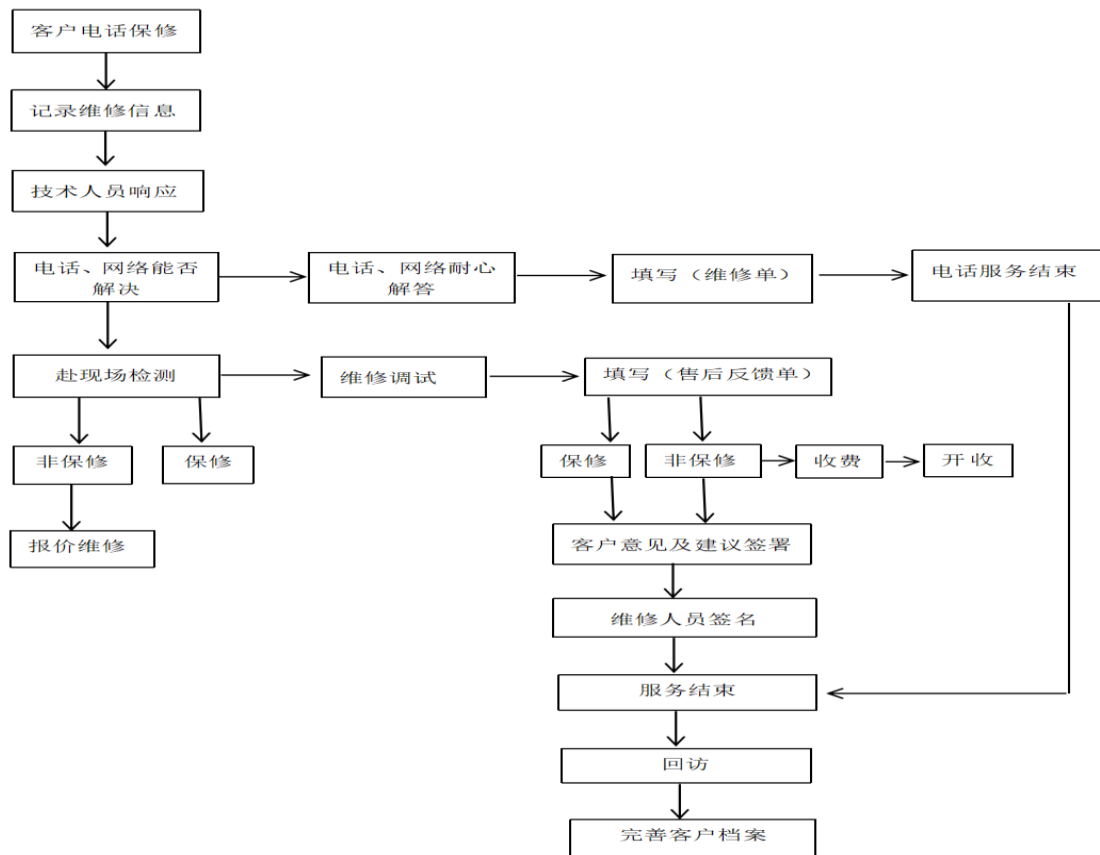 客户电话保修
记录维修信息
技术人员响应
电话、网络能否
解决
电话、网络耐心
解答
填写（维修单）
电话服务结束
赴现场检测
维修调试
填写（售后反馈单）
非保修
保修
保修
非保修
收费
开收
报价维修
客户意见及建议签署
维修人员签名
服务结束
回访
完善客户档案